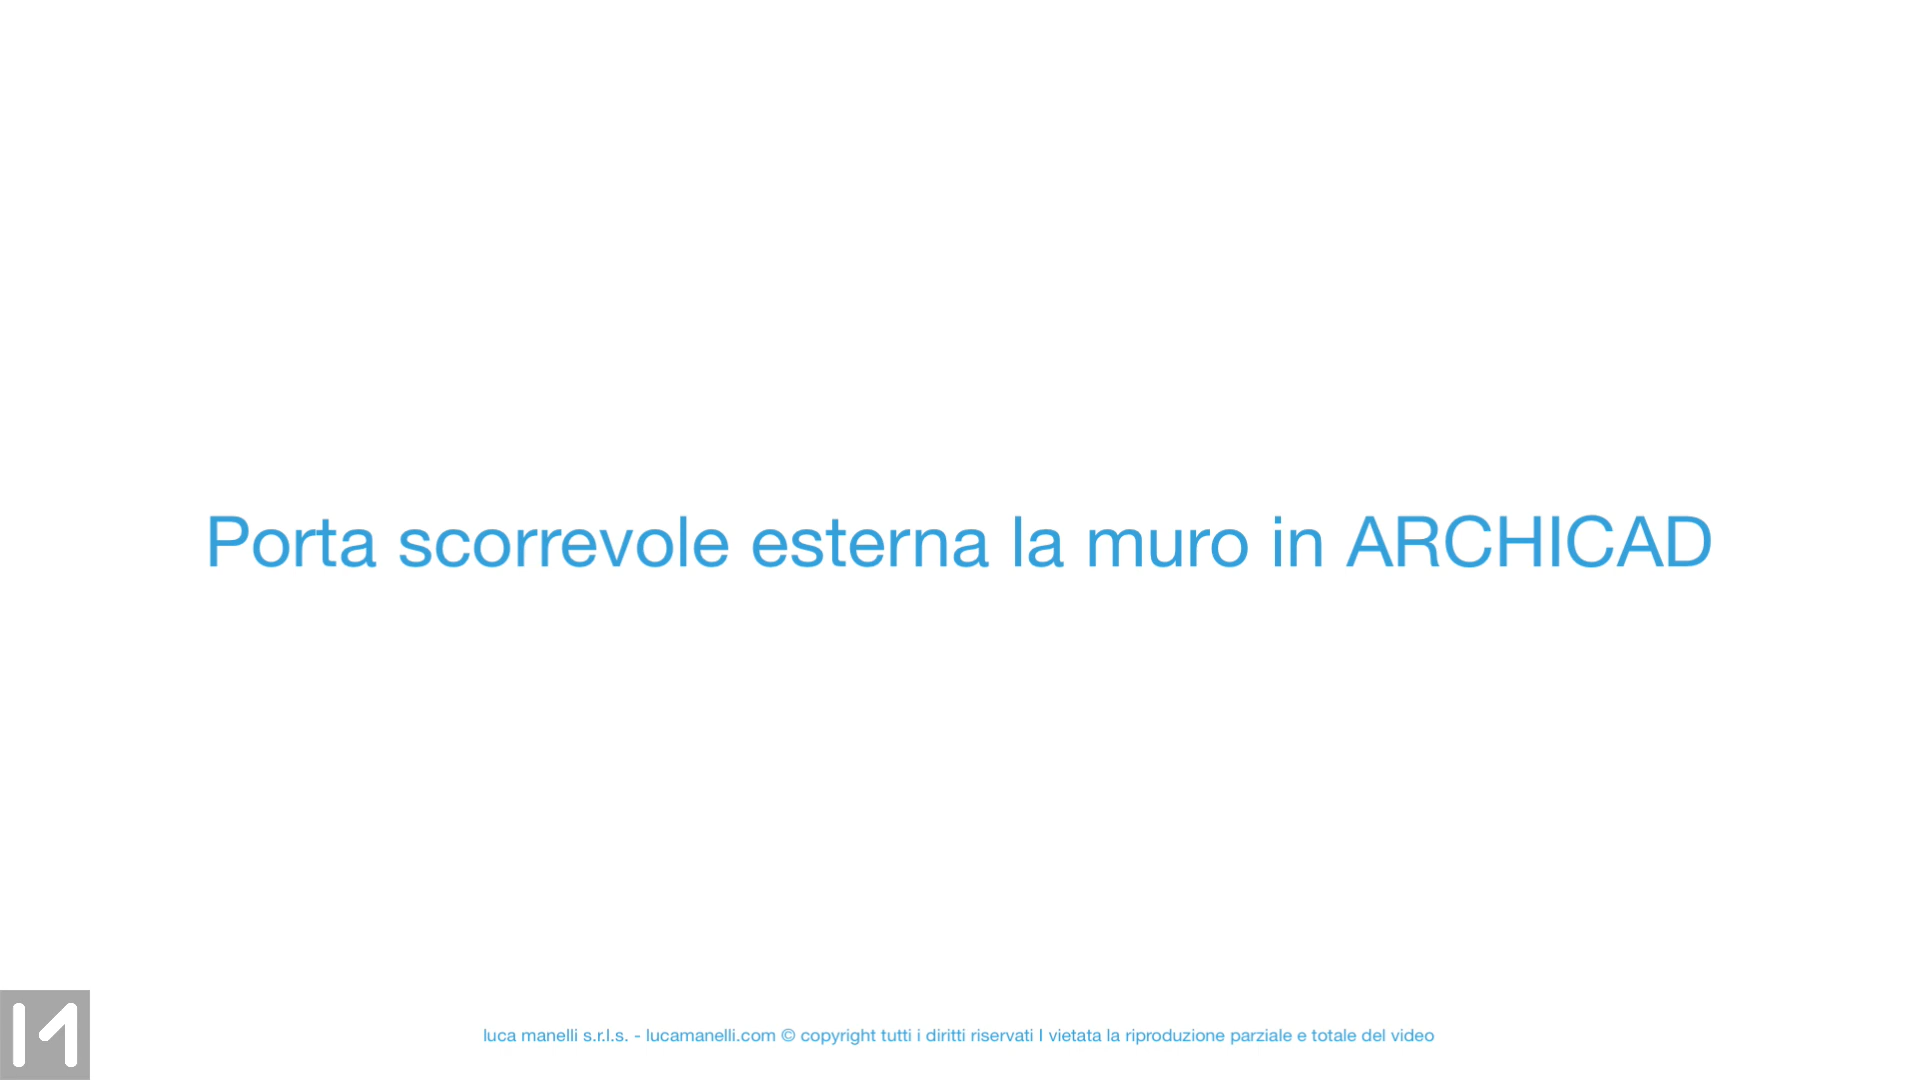 Porta scorrevole esterna la muro in ARCHICAD
luca manelli s.r.l.s. - lucamanelli.com © copyright tutti i diritti riservati I vietata la riproduzione parziale e totale del video